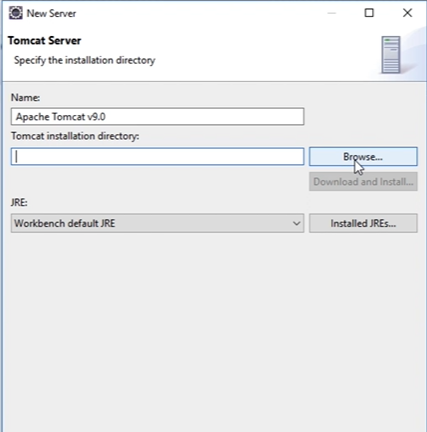 New Server
Tomcat Server
Specify the installation directory
Name:
Apache Tomcat v9.0
Tomcat installation directory:
Browse...
Download and Install...
JRE:
Workbench default JRE
Installed JREs...